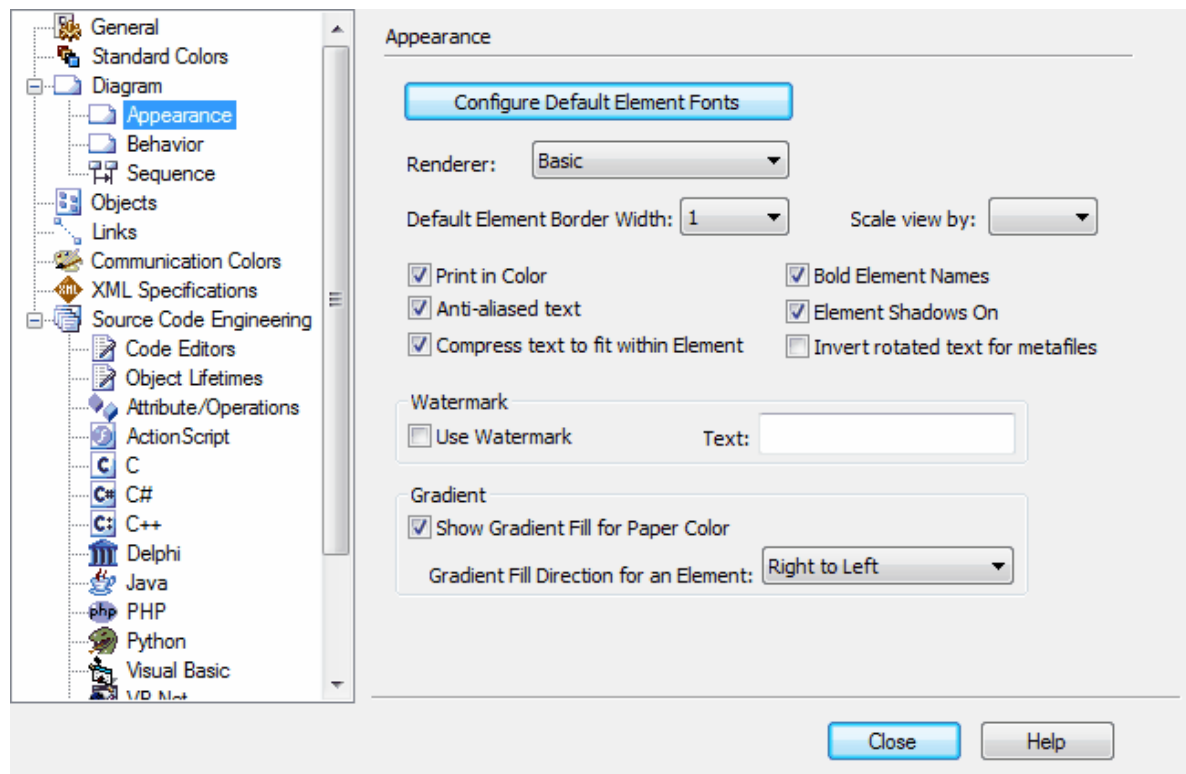 General
Standard Colors
Diagram
Appearance
Behavior
Sequence
Objects
Links
Communication Colors
XML Specifications
Source Code Engineering
Code Editors
Object Lifetimes
Attribute/Operations
ActionScript
C
C#
C++
Delphi
Java
php PHP
Python
Visual Basic
VB.Net
Appearance
Configure Default Element Fonts
Renderer: Basic
Default Element Border Width: 1 Scale view by:
Print in Color Bold Element Names
Anti-aliased text Element Shadows On
Compress text to fit within Element Invert rotated text for metafiles
Watermark
Use Watermark Text:
Gradient
Show Gradient Fill for Paper Color
Gradient Fill Direction for an Element: Right to Left
Close Help